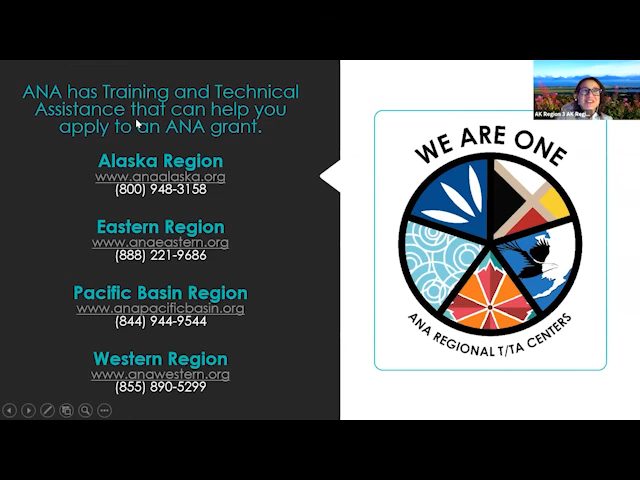 ANA has Training and Technical
Assistance that can help you
apply to an ANA grant.
Alaska Region
www.anaalaska.org
(800) 948-3158
Eastern Region
www.anaeastern.org
(888) 221-9686
Pacific Basin Region
www.anapacificbasin.org
(844) 944-9544
Western Region
www.anawestern.org
(855) 890-5299
WE ARE ONE
ANA REGIONAL T/TA CENTERS
AK Region 3 AK Regi...